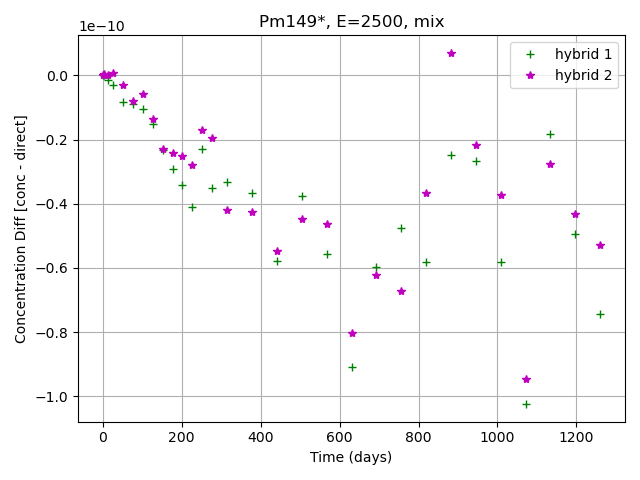 Pm149*, E=2500, mix
1e−10
hybrid 1
hybrid 2
0.0
−0.2
−0.4
−0.6
−0.8
−1.0
Concentration Diff [conc - direct]
0 200 400 600 800 1000 1200
Time (days)